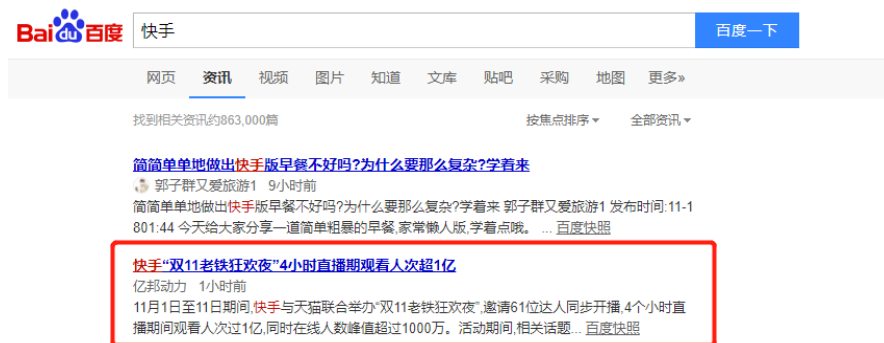 Bai du 百度 快手 百度一下
网页 资讯 视频 图片 知道 文库 贴吧 采购 地图 更多»
找到相关资讯约863,000篇 按焦点排序 全部资讯
简简单单地做出快手版早餐不好吗?为什么要那么复杂?学着来
郭子群又爱旅游1 9小时前
简简单单地做出快手版早餐不好吗?为什么要那么复杂?学着来 郭子群又爱旅游1 发布时间:11-1
801:44 今天给大家分享一道简单粗暴的早餐,家常懒人版,学着点哦。 ... 百度快照
快手“双11老铁狂欢夜”4小时直播期观看人次超1亿
亿邦动力 1小时前
11月1日至11日期间,快手与天猫联合举办“双11老铁狂欢夜”,邀请61位达人同步开播,4个小时直
播期间观看人次过1亿,同时在线人数峰值超过1000万。活动期间,相关话题... 百度快照